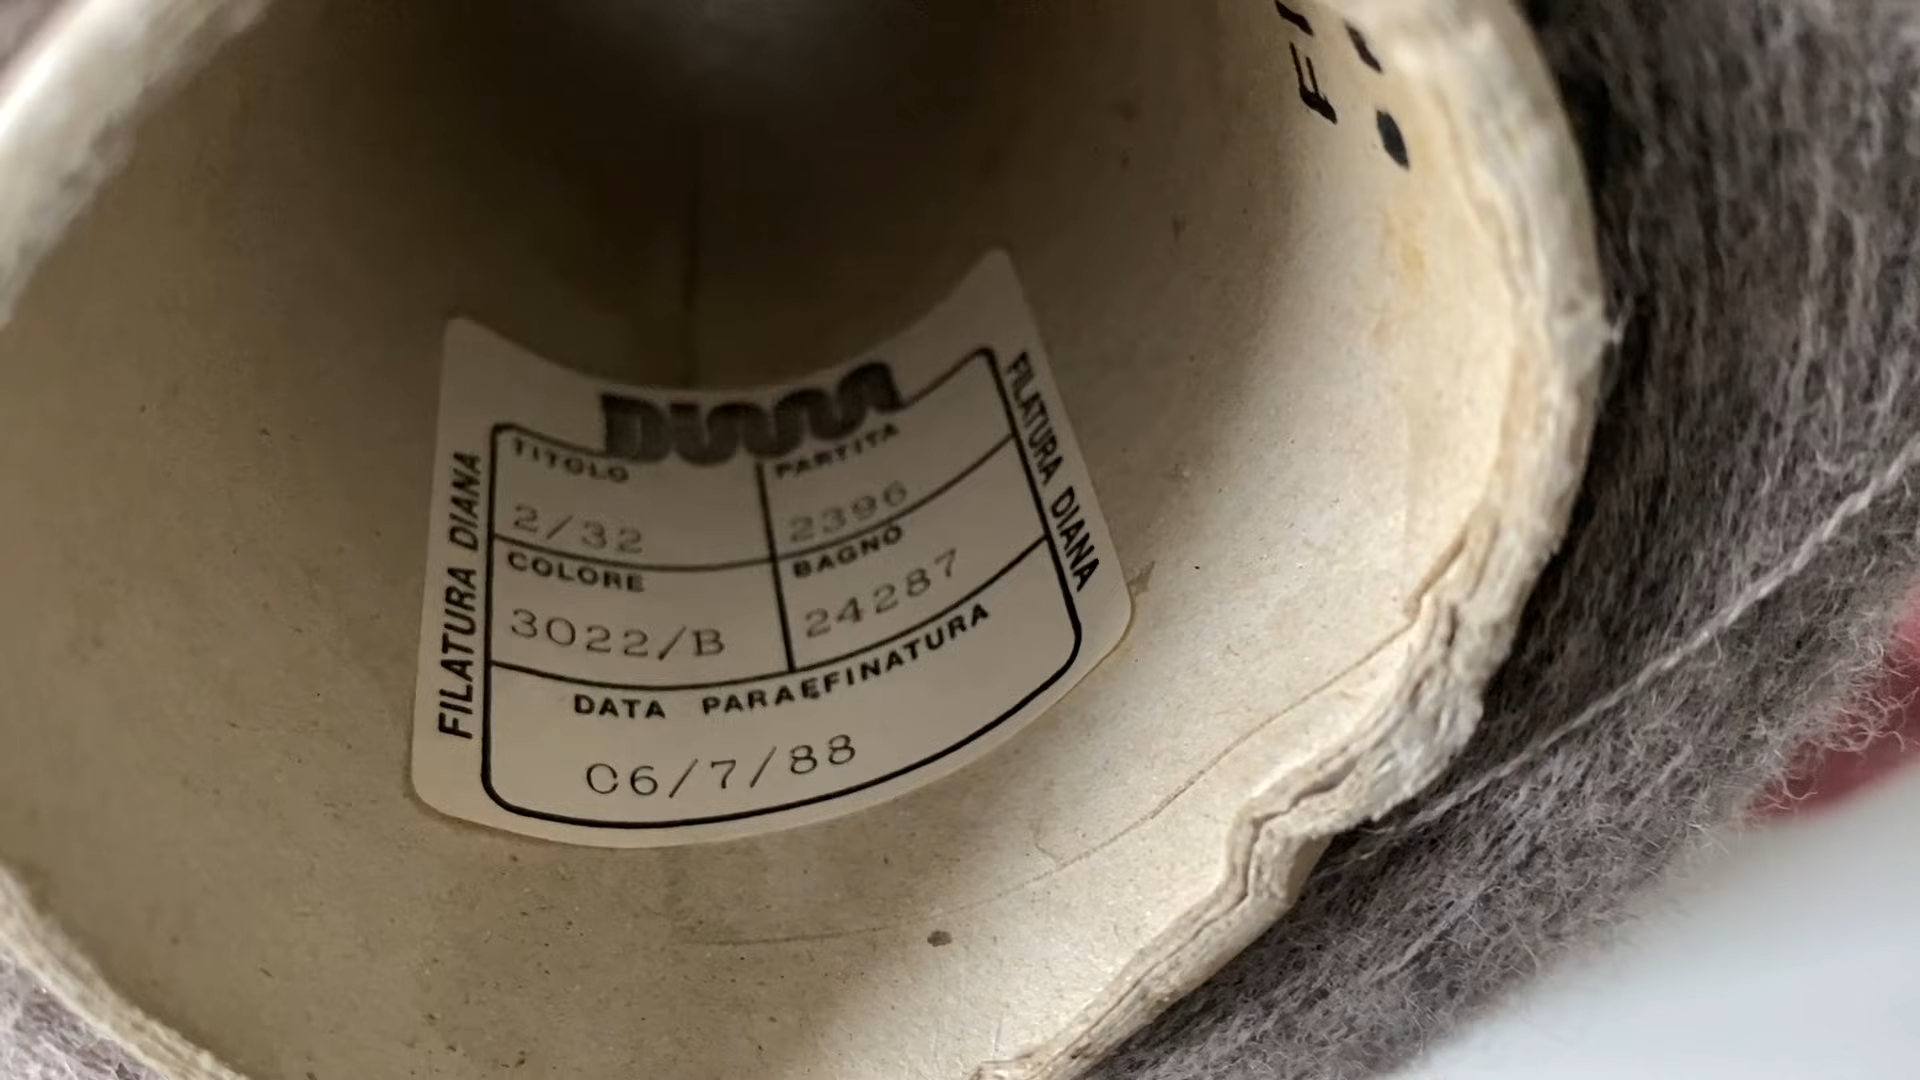 Diana
TITOLO
PARTITA
2/32
2396
COLORE
BAGNO
3022/B
24287
DATA PARAEFINATURA
06/7/88
FILATURA DIANA
FILATURA DIANA